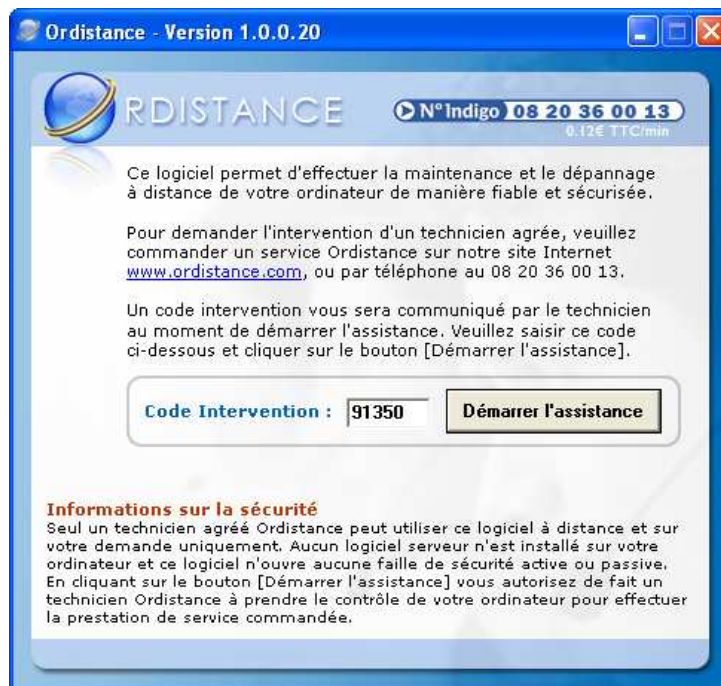 Ordistance - Version 1.0.0.20
RDISTANCE
N°Indigo 08 20 36 00 13
0.12€ TTC/min
Ce logiciel permet d'effectuer la maintenance et le dépannage
à distance de votre ordinateur de manière fiable et sécurisée.
Pour demander l'intervention d'un technicien agrée, veuillez
commander un service Ordistance sur notre site Internet
www.ordistance.com, ou par téléphone au 08 20 36 00 13.
Un code intervention vous sera communiqué par le technicien
au moment de démarrer l'assistance. Veuillez saisir ce code
ci-dessous et cliquer sur le bouton [Démarrer l'assistance].
Code Intervention : 91350 Démarrer l'assistance
Informations sur la sécurité
Seul un technicien agréé Ordistance peut utiliser ce logiciel à distance et sur
votre demande uniquement. Aucun logiciel serveur n'est installé sur votre
ordinateur et ce logiciel n'ouvre aucune faille de sécurité active ou passive.
En cliquant sur le bouton [Démarrer l'assistance] vous autorisez de fait un
technicien Ordistance à prendre le contrôle de votre ordinateur pour effectuer
la prestation de service commandée.